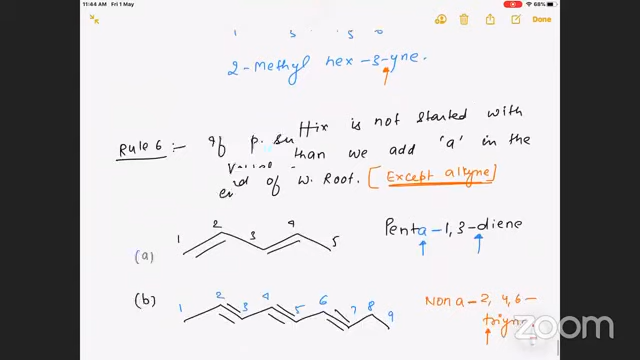 11:44 AM Fri 1 May
68%
Done
2-Methyl hex-3-yne.
Rule 6 :- If p. suffix is not started with
than we add 'a' in the
end of W. Root. [Except alkyne]
1 2 3 4 5
(a)
Penta-1,3-diene
1 2 3 4 5 6 7 8 9
(b)
Nona-2,4,6-
triyne
zoom